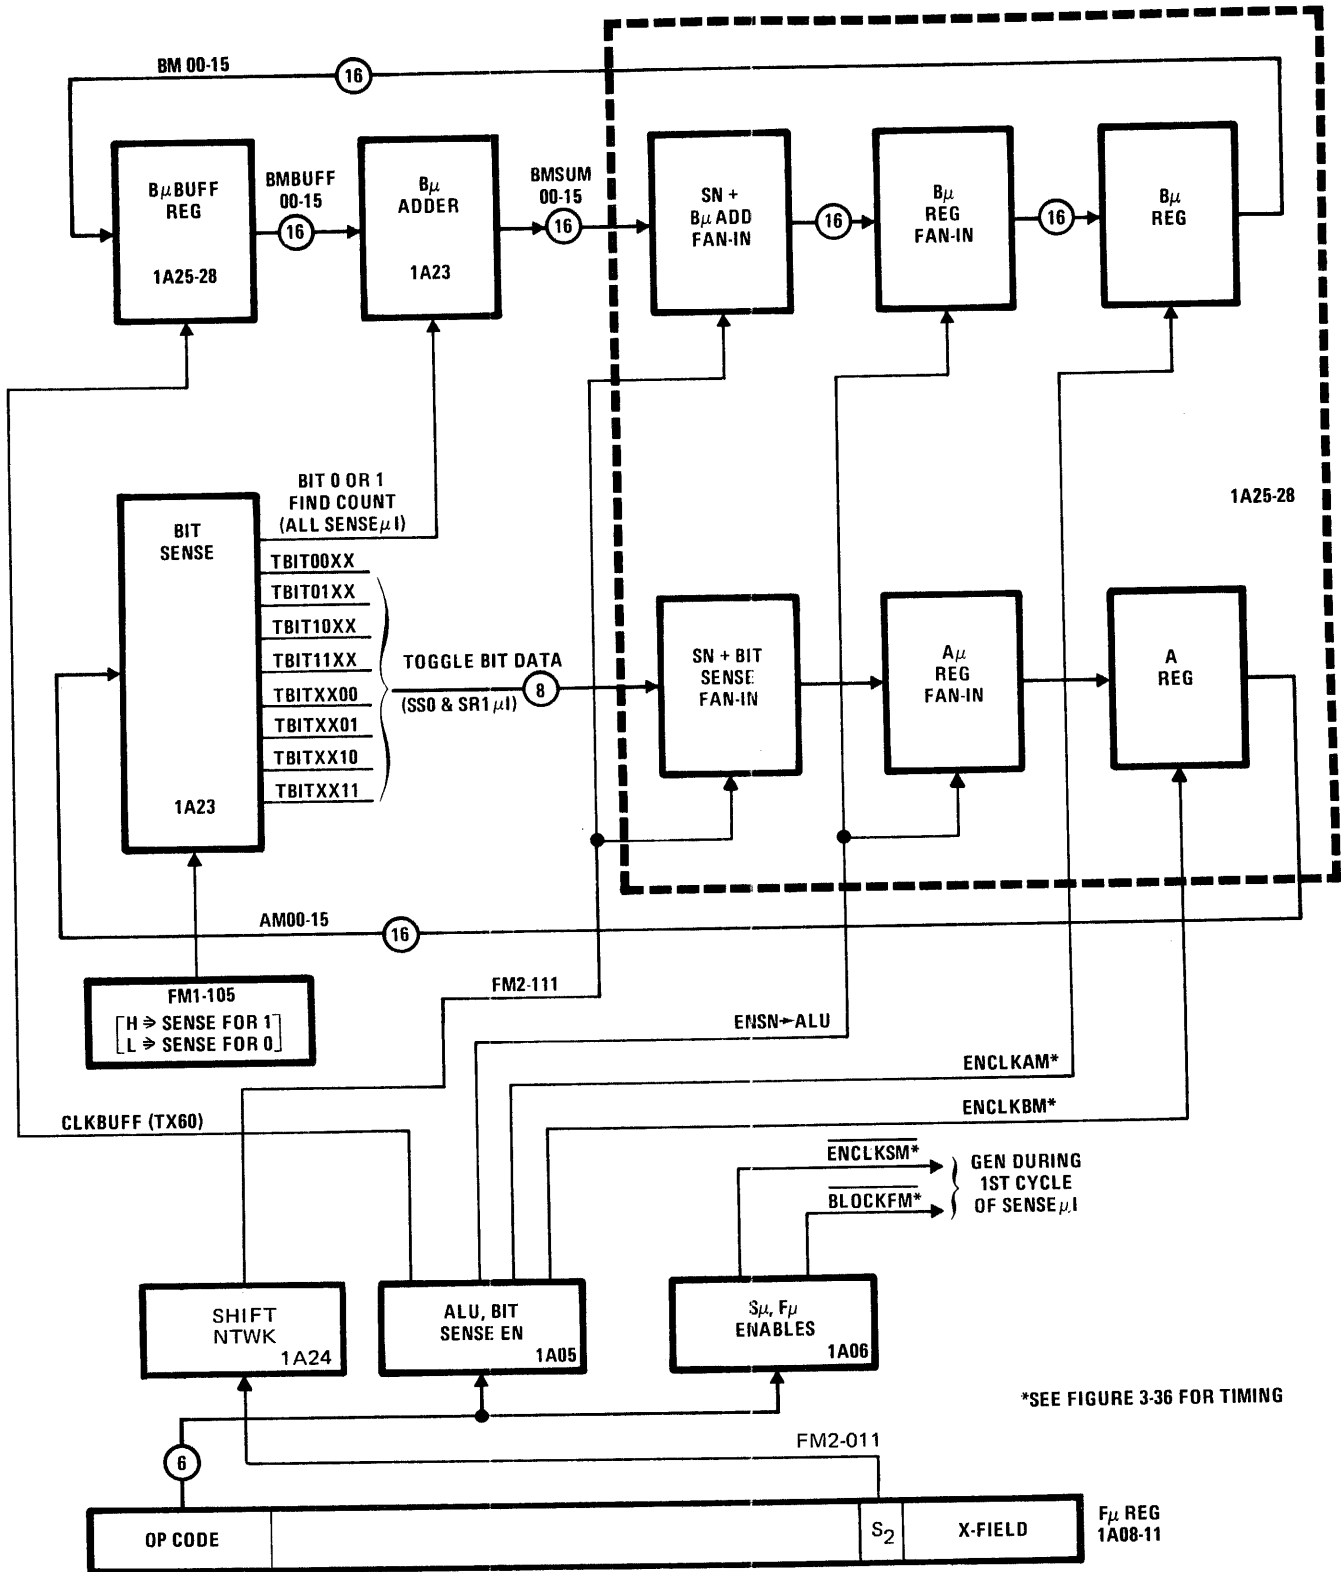 BM 00-15
16
BμBUFF
REG
1A25-28
BMBUFF
00-15
16
Bμ
ADDER
1A23
BMSUM
00-15
16
SN +
Bμ ADD
FAN-IN
16
Bμ
REG
FAN-IN
16
Bμ
REG
1A25-28
BIT 0 OR 1
FIND COUNT
(ALL SENSEμI)
BIT
SENSE
1A23
TBIT00XX
TBIT01XX
TBIT10XX
TBIT11XX
TBITXX00
TBITXX01
TBITXX10
TBITXX11
TOGGLE BIT DATA
(SS0 & SR1 μI)
8
SN + BIT
SENSE
FAN-IN
Aμ
REG
FAN-IN
A
REG
AM00-15
16
FM1-105
[H ⋟ SENSE FOR 1]
[L ⋟ SENSE FOR 0]
FM2-111
ENSN→ALU
ENCLKAM*
ENCLKBM*
CLKBUFF (TX60)
ENCLKSM*
BLOCKFM*
GEN DURING
1ST CYCLE
OF SENSEμI
SHIFT
NTWK
1A24
ALU, BIT
SENSE EN
1A05
Sμ, Fμ
ENABLES
1A06
*SEE FIGURE 3-36 FOR TIMING
FM2-011
6
OP CODE
S2
X-FIELD
Fμ REG
1A08-11